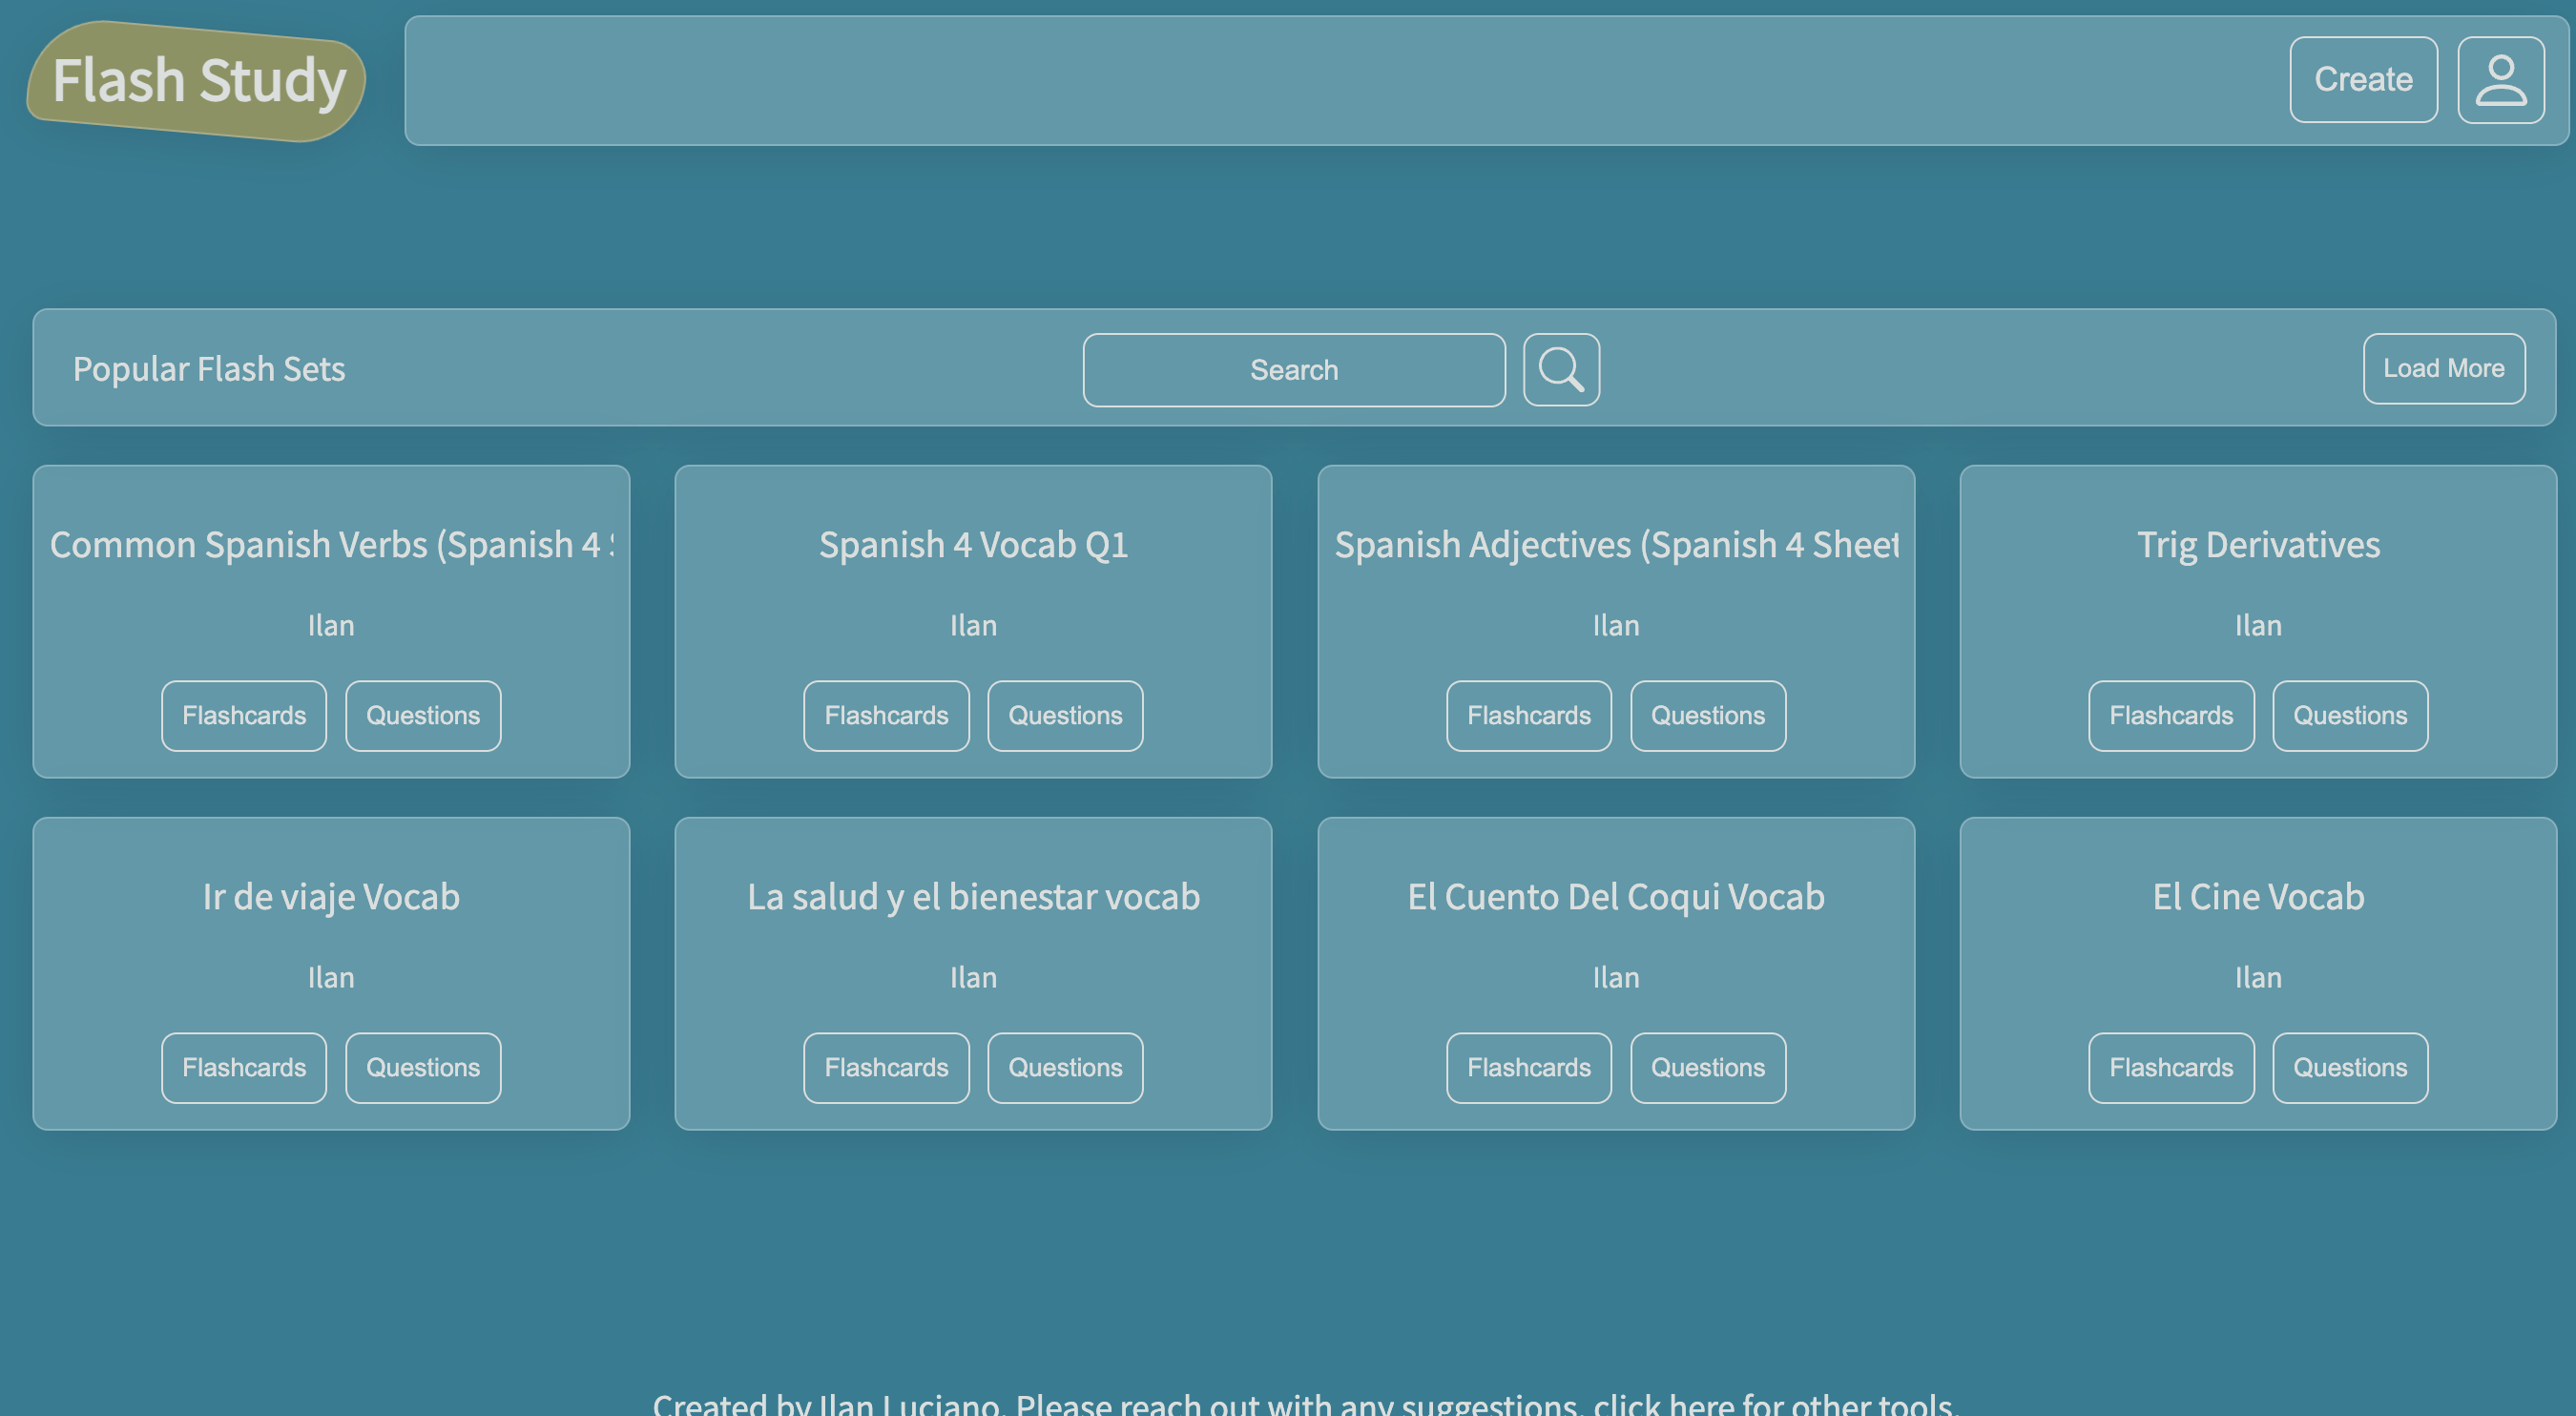 Flash Study
Create
Popular Flash Sets
Search
Load More
Common Spanish Verbs (Spanish 4
Spanish 4 Vocab Q1
Spanish Adjectives (Spanish 4 Sheet
Trig Derivatives
Ilan
Ilan
Ilan
Ilan
Flashcards Questions
Flashcards Questions
Flashcards Questions
Flashcards Questions
Ir de viaje Vocab
La salud y el bienestar vocab
El Cuento Del Coqui Vocab
El Cine Vocab
Ilan
Ilan
Ilan
Ilan
Flashcards Questions
Flashcards Questions
Flashcards Questions
Flashcards Questions
Created by Ilan Luciano. Please reach out with any suggestions, click here for other tools.